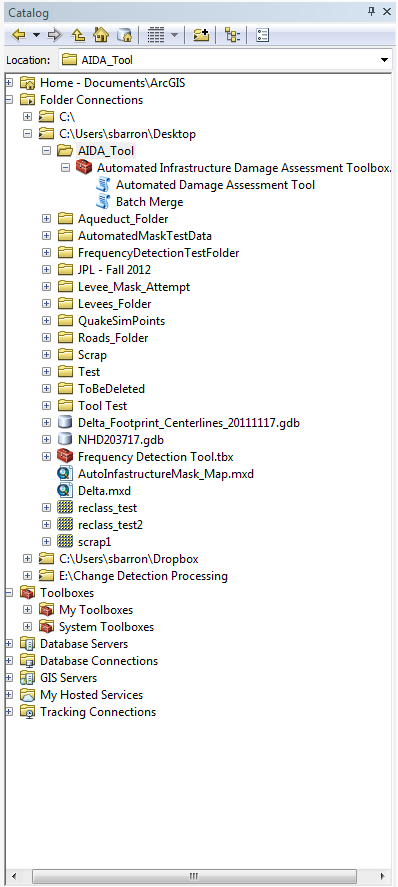 Catalog
Location: AIDA_Tool
Home - Documents\ArcGIS
Folder Connections
C:\
C:\Users\sbarron\Desktop
AIDA_Tool
Automated Infrastructure Damage Assessment Toolbox.
Automated Damage Assessment Tool
Batch Merge
Aqueduct_Folder
AutomatedMaskTestData
FrequencyDetectionTestFolder
JPL - Fall 2012
Levee_Mask_Attempt
Levees_Folder
QuakeSimPoints
Roads_Folder
Scrap
Test
ToBeDeleted
Tool Test
Delta_Footprint_Centerlines_20111117.gdb
NHD203717.gdb
Frequency Detection Tool.tbx
AutoInfastructureMask_Map.mxd
Delta.mxd
reclass_test
reclass_test2
scrap1
C:\Users\sbarron\Dropbox
E:\Change Detection Processing
Toolboxes
My Toolboxes
System Toolboxes
Database Servers
Database Connections
GIS Servers
My Hosted Services
Tracking Connections